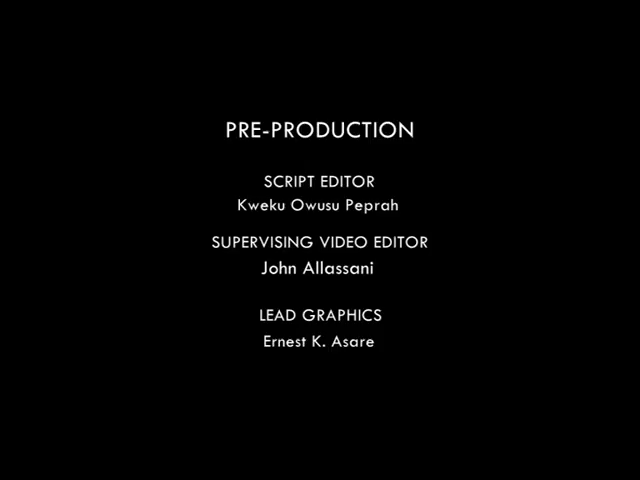 PRE-PRODUCTION
SCRIPT EDITOR
Kweku Owusu Peprah
SUPERVISING VIDEO EDITOR
John Allassani
LEAD GRAPHICS
Ernest K. Asare